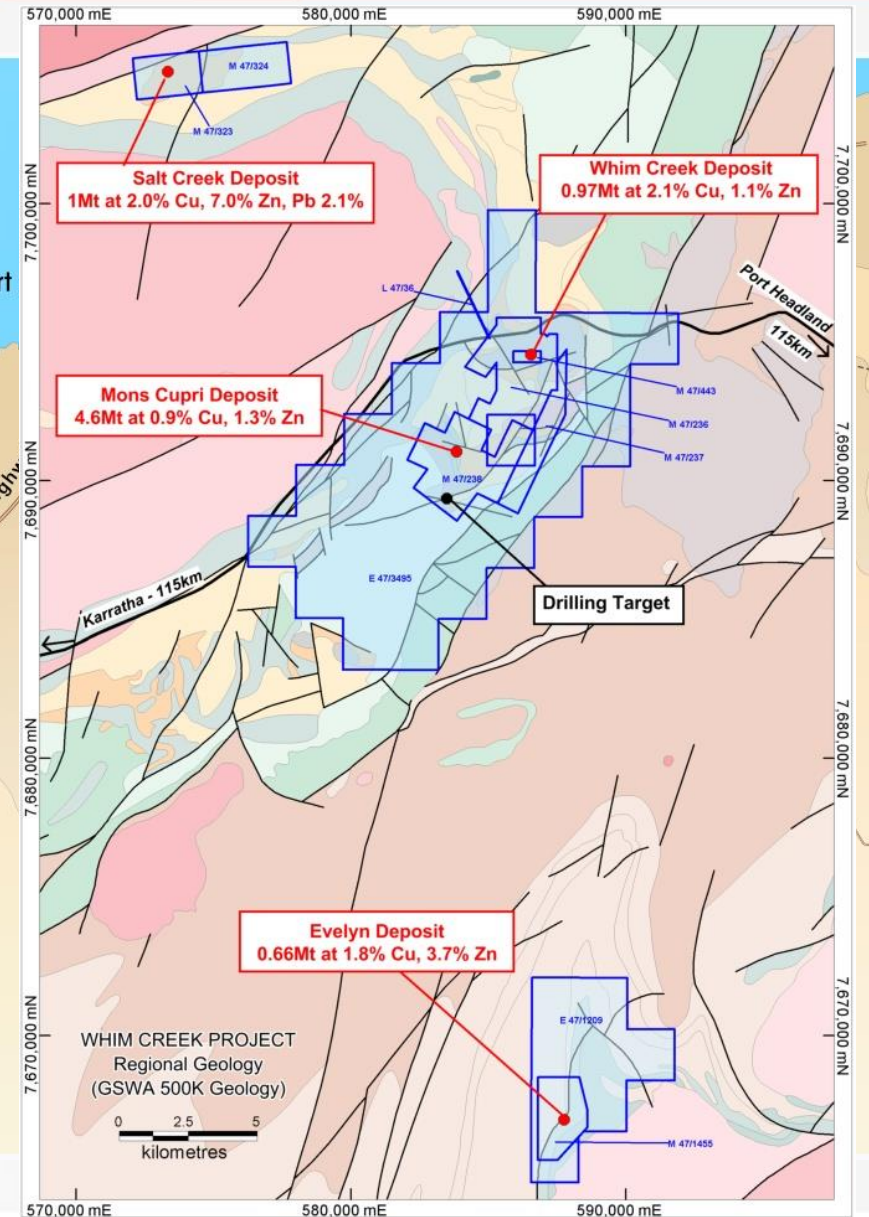 570,000 mE
580,000 mE
590,000 mE
M 47/324
M 47/323
Salt Creek Deposit
1Mt at 2.0% Cu, 7.0% Zn, Pb 2.1%
Whim Creek Deposit
0.97Mt at 2.1% Cu, 1.1% Zn
7,700,000 mN
7,700,000 mN
rt
L 47/36
Port Headland
115km
Mons Cupri Deposit
4.6Mt at 0.9% Cu, 1.3% Zn
M 47/443
M 47/236
M 47/237
M 47/238
7,690,000 mN
7,690,000 mN
E 47/3495
Drilling Target
Karratha - 115km
7,680,000 mN
7,680,000 mN
Evelyn Deposit
0.66Mt at 1.8% Cu, 3.7% Zn
7,670,000 mN
7,670,000 mN
E 47/1209
WHIM CREEK PROJECT
Regional Geology
(GSWA 500K Geology)
0 2.5 5
kilometres
M 47/1455
570,000 mE
580,000 mE
590,000 mE